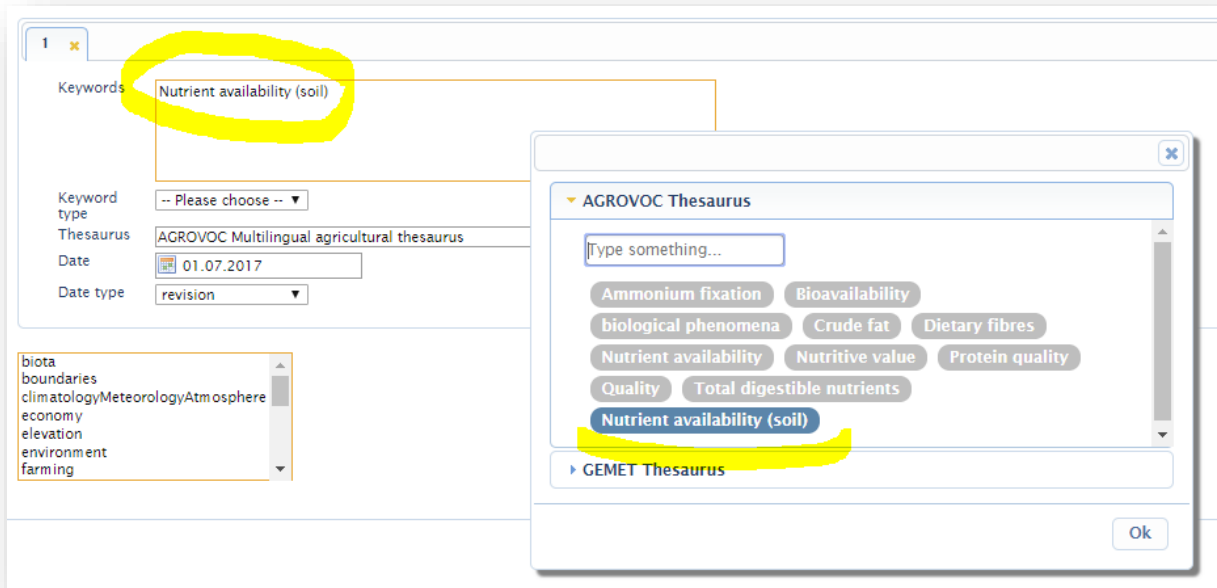 1
Keywords
Nutrient availability (soil)
Keyword type
-- Please choose --
Thesaurus
AGROVOC Multilingual agricultural thesaurus
Date
01.07.2017
Date type
revision
biota
boundaries
climatologyMeteorologyAtmosphere
economy
elevation
environment
farming
AGROVOC Thesaurus
Type something...
Ammonium fixation Bioavailability
biological phenomena Crude fat Dietary fibres
Nutrient availability Nutritive value Protein quality
Quality Total digestible nutrients
Nutrient availability (soil)
GEMET Thesaurus
Ok